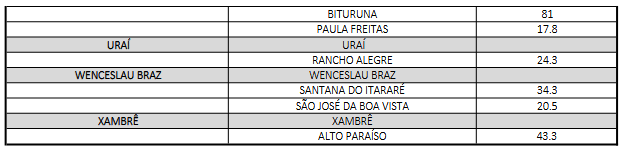 BITURUNA 81
PAULA FREITAS 17.8
URAÍ URAÍ
RANCHO ALEGRE 24.3
WENCESLAU BRAZ WENCESLAU BRAZ
SANTANA DO ITARARÉ 34.3
SÃO JOSÉ DA BOA VISTA 20.5
XAMBRÊ XAMBRÊ
ALTO PARAÍSO 43.3